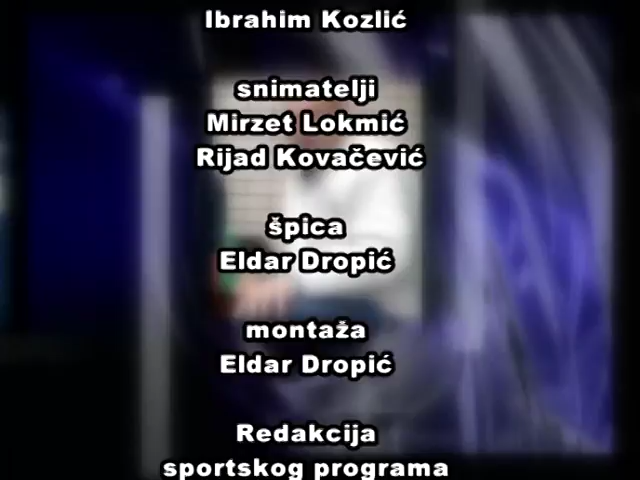 Ibrahim Kozlić
snimatelji
Mirzet Lokmić
Rijad Kovačević
špica
Eldar Dropić
montaža
Eldar Dropić
Redakcija
sportskog programa